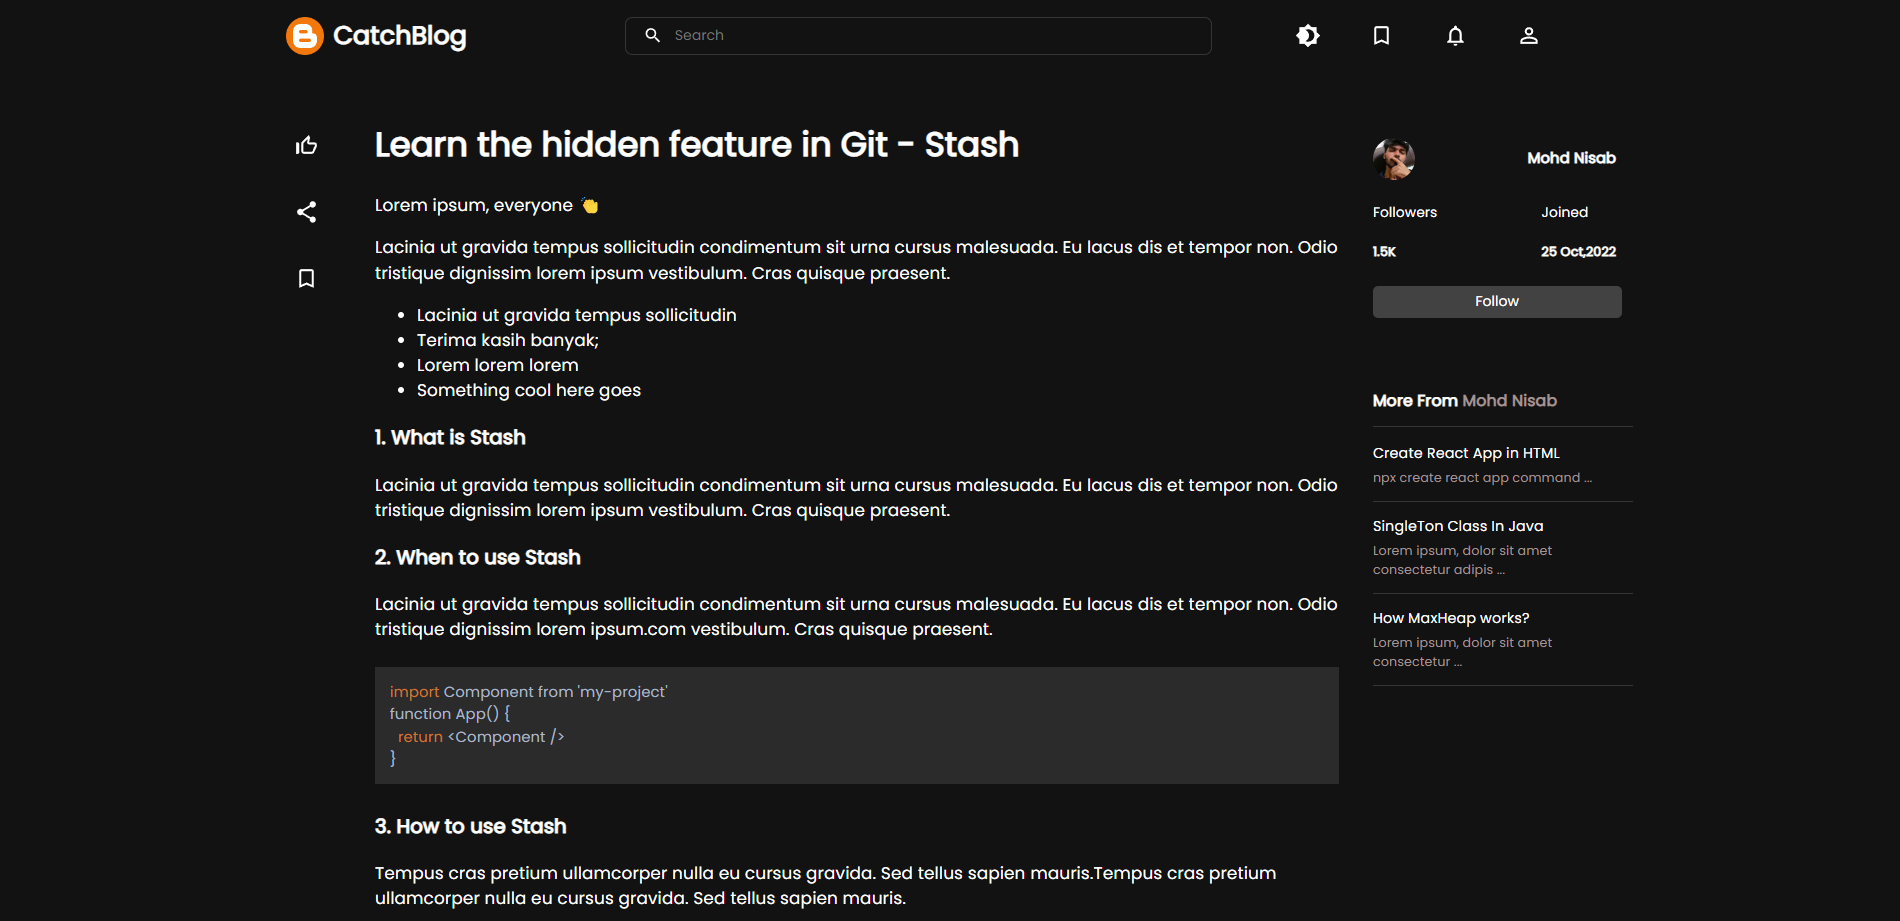 CatchBlog
Search
Learn the hidden feature in Git - Stash
Lorem ipsum, everyone 👏
Lacinia ut gravida tempus sollicitudin condimentum sit urna cursus malesuada. Eu lacus dis et tempor non. Odio
tristique dignissim lorem ipsum vestibulum. Cras quisque praesent.
• Lacinia ut gravida tempus sollicitudin
• Terima kasih banyak;
• Lorem lorem lorem
• Something cool here goes
1. What is Stash
Lacinia ut gravida tempus sollicitudin condimentum sit urna cursus malesuada. Eu lacus dis et tempor non. Odio
tristique dignissim lorem ipsum vestibulum. Cras quisque praesent.
2. When to use Stash
Lacinia ut gravida tempus sollicitudin condimentum sit urna cursus malesuada. Eu lacus dis et tempor non. Odio
tristique dignissim lorem ipsum.com vestibulum. Cras quisque praesent.
import Component from 'my-project'
function App() {
  return <Component />
}
3. How to use Stash
Tempus cras pretium ullamcorper nulla eu cursus gravida. Sed tellus sapien mauris.Tempus cras pretium
ullamcorper nulla eu cursus gravida. Sed tellus sapien mauris.
Mohd Nisab
Followers Joined
1.5K 25 Oct,2022
Follow
More From Mohd Nisab
Create React App in HTML
npx create react app command ...
SingleTon Class In Java
Lorem ipsum, dolor sit amet
consectetur adipis ...
How MaxHeap works?
Lorem ipsum, dolor sit amet
consectetur ...